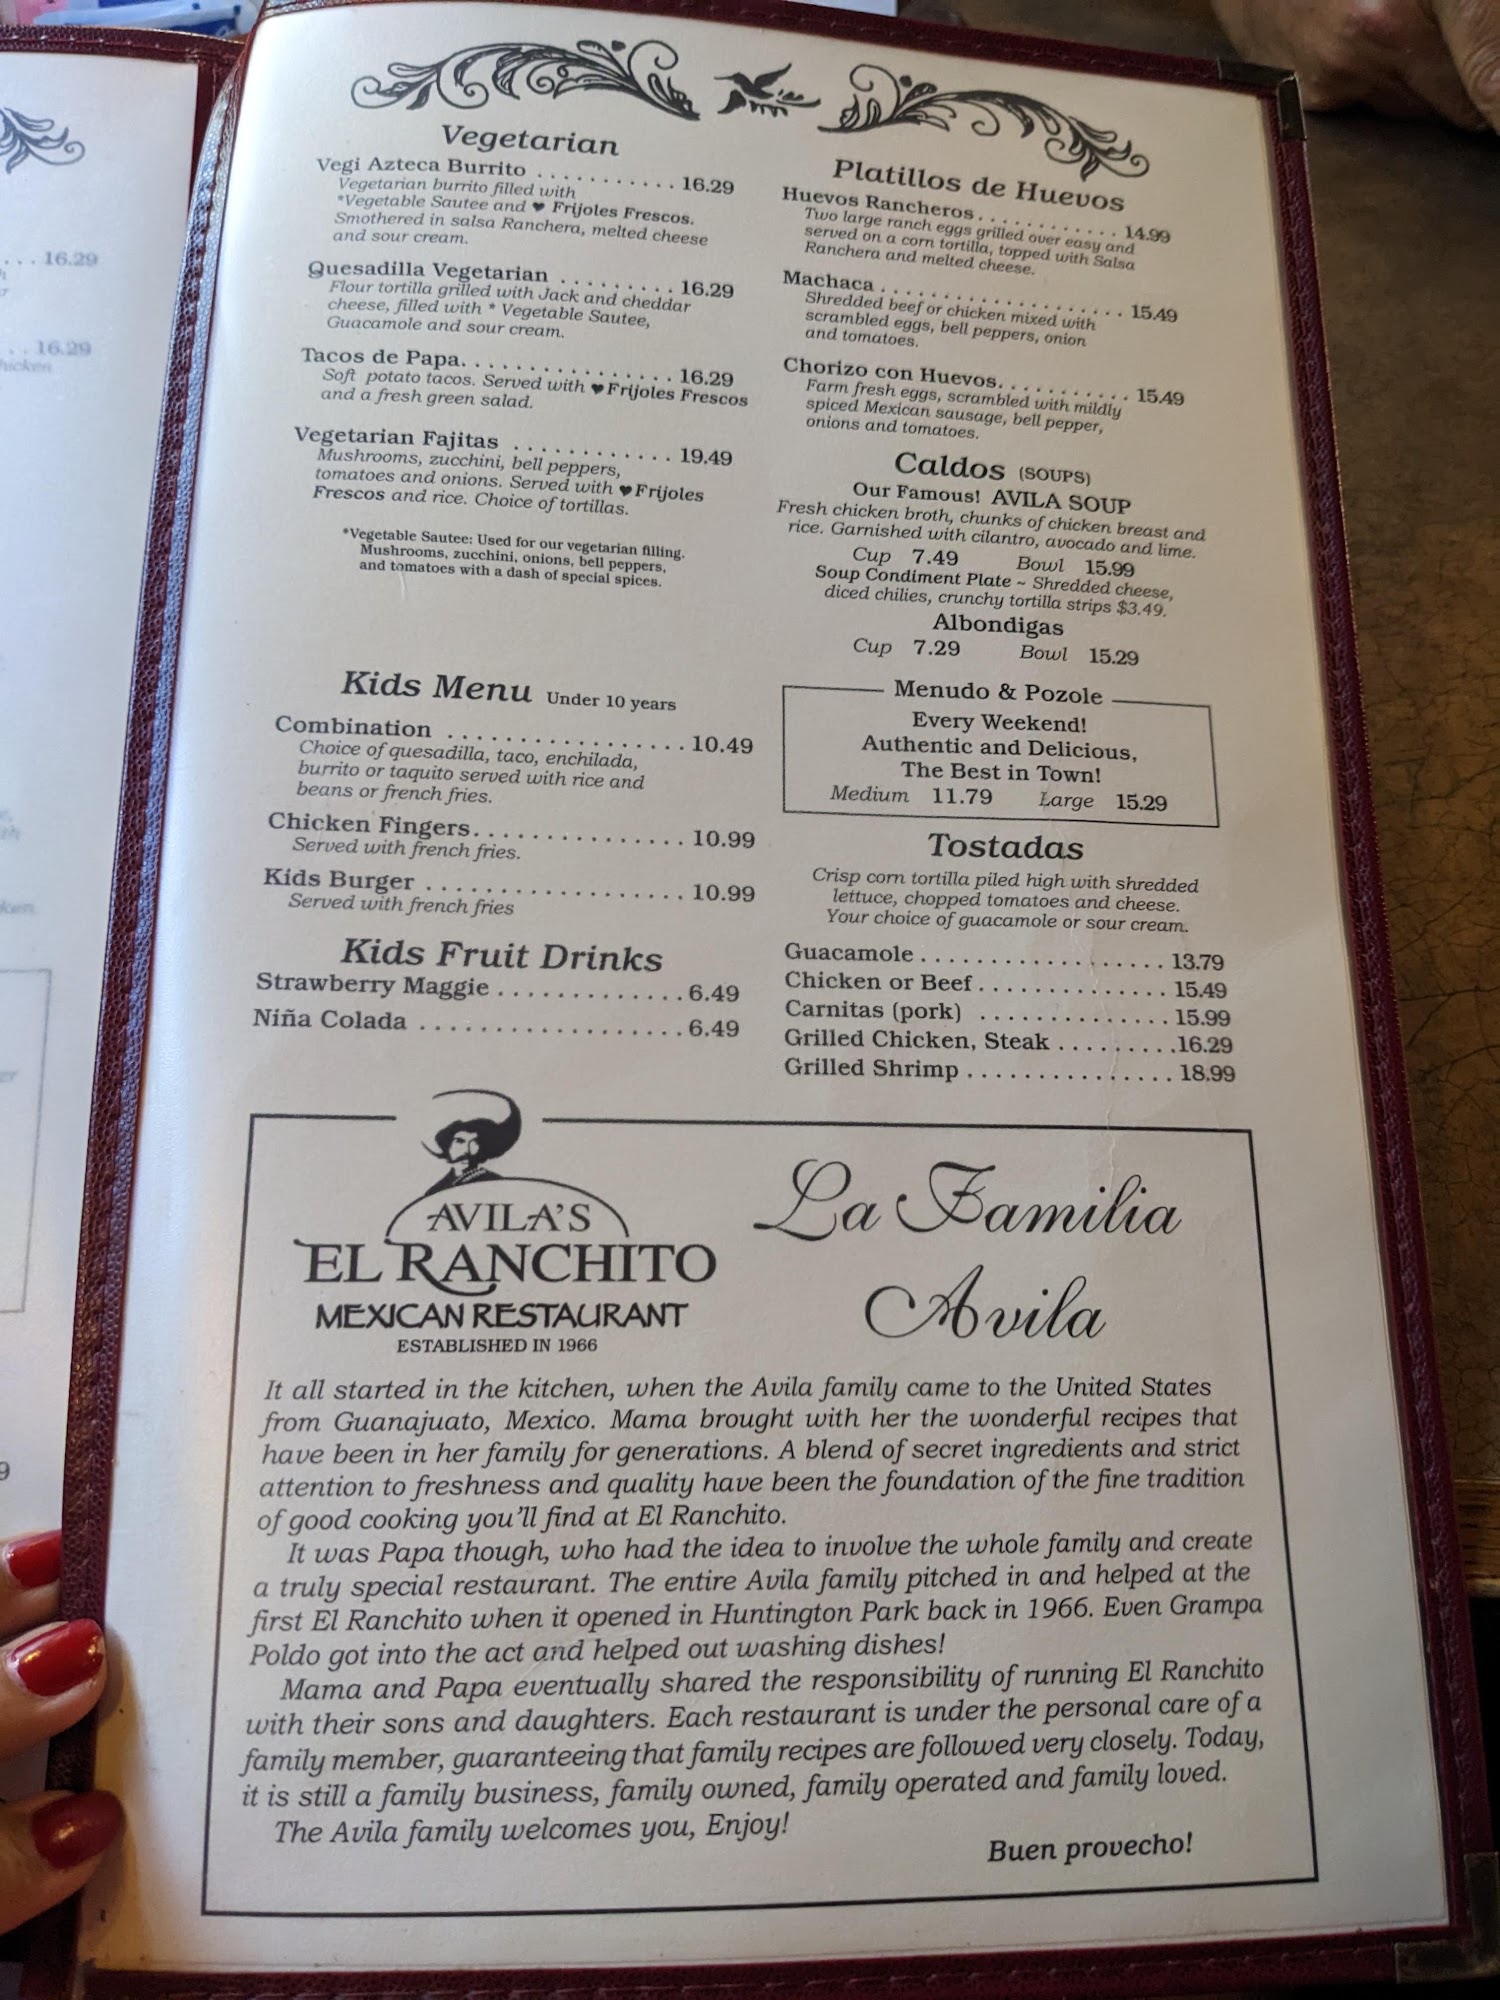 Vegetarian
Vegi Azteca Burrito . . . . . . . . . . . 16.29
Vegetarian burrito filled with
*Vegetable Sautee and ♥ Frijoles Frescos.
Smothered in salsa Ranchera, melted cheese
and sour cream.
Quesadilla Vegetarian . . . . . . . . . 16.29
Flour tortilla grilled with Jack and cheddar
cheese, filled with * Vegetable Sautee,
Guacamole and sour cream.
Tacos de Papa. . . . . . . . . . . . . . . . 16.29
Soft potato tacos. Served with ♥ Frijoles Frescos
and a fresh green salad.
Vegetarian Fajitas . . . . . . . . . . . . 19.49
Mushrooms, zucchini, bell peppers,
tomatoes and onions. Served with ♥ Frijoles
Frescos and rice. Choice of tortillas.
*Vegetable Sautee: Used for our vegetarian filling.
Mushrooms, zucchini, onions, bell peppers,
and tomatoes with a dash of special spices.
Kids Menu Under 10 years
Combination . . . . . . . . . . . . . . . . . 10.49
Choice of quesadilla, taco, enchilada,
burrito or taquito served with rice and
beans or french fries.
Chicken Fingers. . . . . . . . . . . . . . . 10.99
Served with french fries.
Kids Burger . . . . . . . . . . . . . . . . . . 10.99
Served with french fries
Kids Fruit Drinks
Strawberry Maggie . . . . . . . . . . . . . 6.49
Niña Colada . . . . . . . . . . . . . . . . . . 6.49
Platillos de Huevos
Huevos Rancheros . . . . . . . . . . . . 14.99
Two large ranch eggs grilled over easy and
served on a corn tortilla, topped with Salsa
Ranchera and melted cheese.
Machaca . . . . . . . . . . . . . . . . . . . 15.49
Shredded beef or chicken mixed with
scrambled eggs, bell peppers, onion
and tomatoes.
Chorizo con Huevos. . . . . . . . . . . 15.49
Farm fresh eggs, scrambled with mildly
spiced Mexican sausage, bell pepper,
onions and tomatoes.
Caldos (SOUPS)
Our Famous! AVILA SOUP
Fresh chicken broth, chunks of chicken breast and
rice. Garnished with cilantro, avocado and lime.
Cup 7.49 Bowl 15.99
Soup Condiment Plate ~ Shredded cheese,
diced chilies, crunchy tortilla strips $3.49.
Albondigas
Cup 7.29 Bowl 15.29
Menudo & Pozole
Every Weekend!
Authentic and Delicious,
The Best in Town!
Medium 11.79 Large 15.29
Tostadas
Crisp corn tortilla piled high with shredded
lettuce, chopped tomatoes and cheese.
Your choice of guacamole or sour cream.
Guacamole . . . . . . . . . . . . . . . . . . 13.79
Chicken or Beef . . . . . . . . . . . . . . 15.49
Carnitas (pork) . . . . . . . . . . . . . . 15.99
Grilled Chicken, Steak . . . . . . . . .16.29
Grilled Shrimp . . . . . . . . . . . . . . . 18.99
AVILA'S
EL RANCHITO
MEXICAN RESTAURANT
ESTABLISHED IN 1966
La Familia
Avila
It all started in the kitchen, when the Avila family came to the United States
from Guanajuato, Mexico. Mama brought with her the wonderful recipes that
have been in her family for generations. A blend of secret ingredients and strict
attention to freshness and quality have been the foundation of the fine tradition
of good cooking you'll find at El Ranchito.
It was Papa though, who had the idea to involve the whole family and create
a truly special restaurant. The entire Avila family pitched in and helped at the
first El Ranchito when it opened in Huntington Park back in 1966. Even Grampa
Poldo got into the act and helped out washing dishes!
Mama and Papa eventually shared the responsibility of running El Ranchito
with their sons and daughters. Each restaurant is under the personal care of a
family member, guaranteeing that family recipes are followed very closely. Today,
it is still a family business, family owned, family operated and family loved.
The Avila family welcomes you, Enjoy!
Buen provecho!
. . . 16.29
. . 16.29